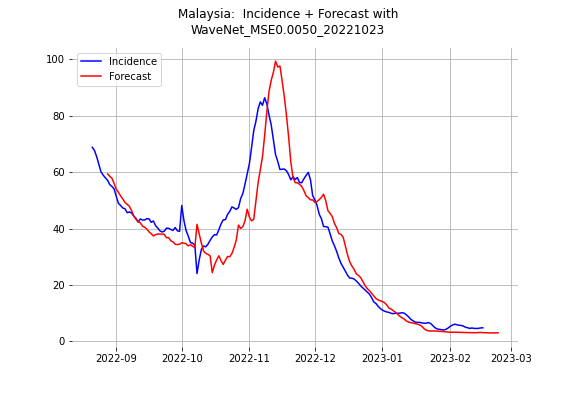 Malaysia:  Incidence + Forecast with
WaveNet_MSE0.0050_20221023
Incidence
Forecast
100
80
60
40
20
0
2022-09 2022-10 2022-11 2022-12 2023-01 2023-02 2023-03